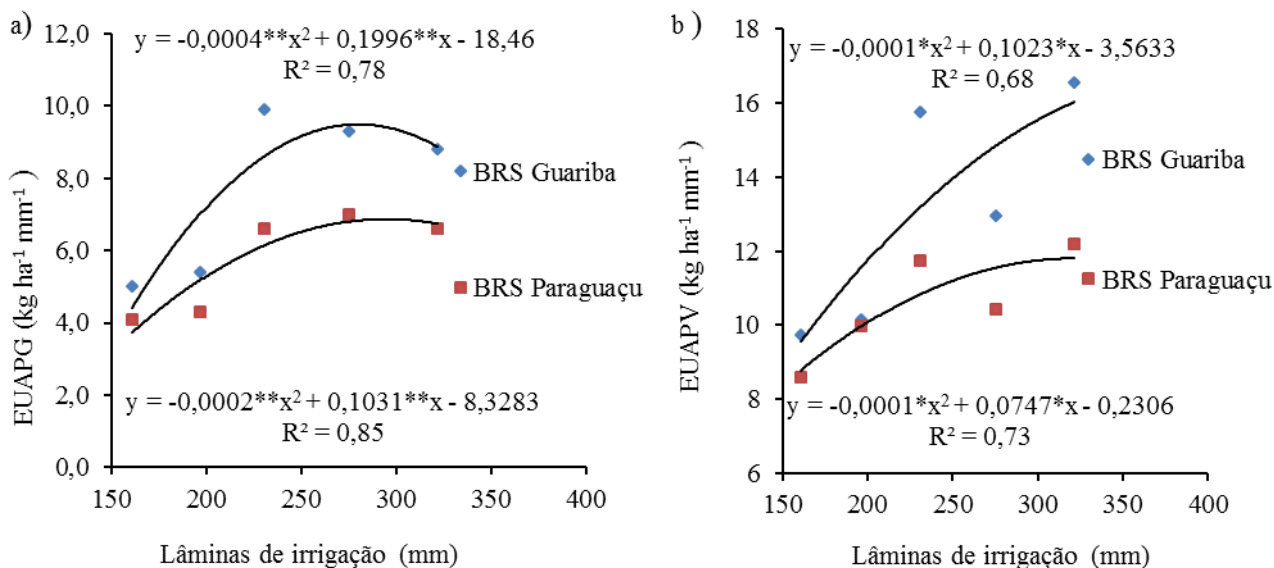 a)
y = -0,0004**x² + 0,1996**x - 18,46
R² = 0,78
12,0
10,0
8,0
6,0
4,0
2,0
0,0
EUAPG (kg ha⁻¹ mm⁻¹ )
BRS Guariba
BRS Paraguaçu
y = -0,0002**x² + 0,1031**x - 8,3283
R² = 0,85
150 200 250 300 350 400
Lâminas de irrigação (mm)
b )
y = -0,0001*x² + 0,1023*x - 3,5633
R² = 0,68
18
16
14
12
10
8
6
EUAPV (kg ha⁻¹ mm⁻¹ )
BRS Guariba
BRS Paraguaçu
y = -0,0001*x² + 0,0747*x - 0,2306
R² = 0,73
150 200 250 300 350 400
Lâminas de irrigação (mm)